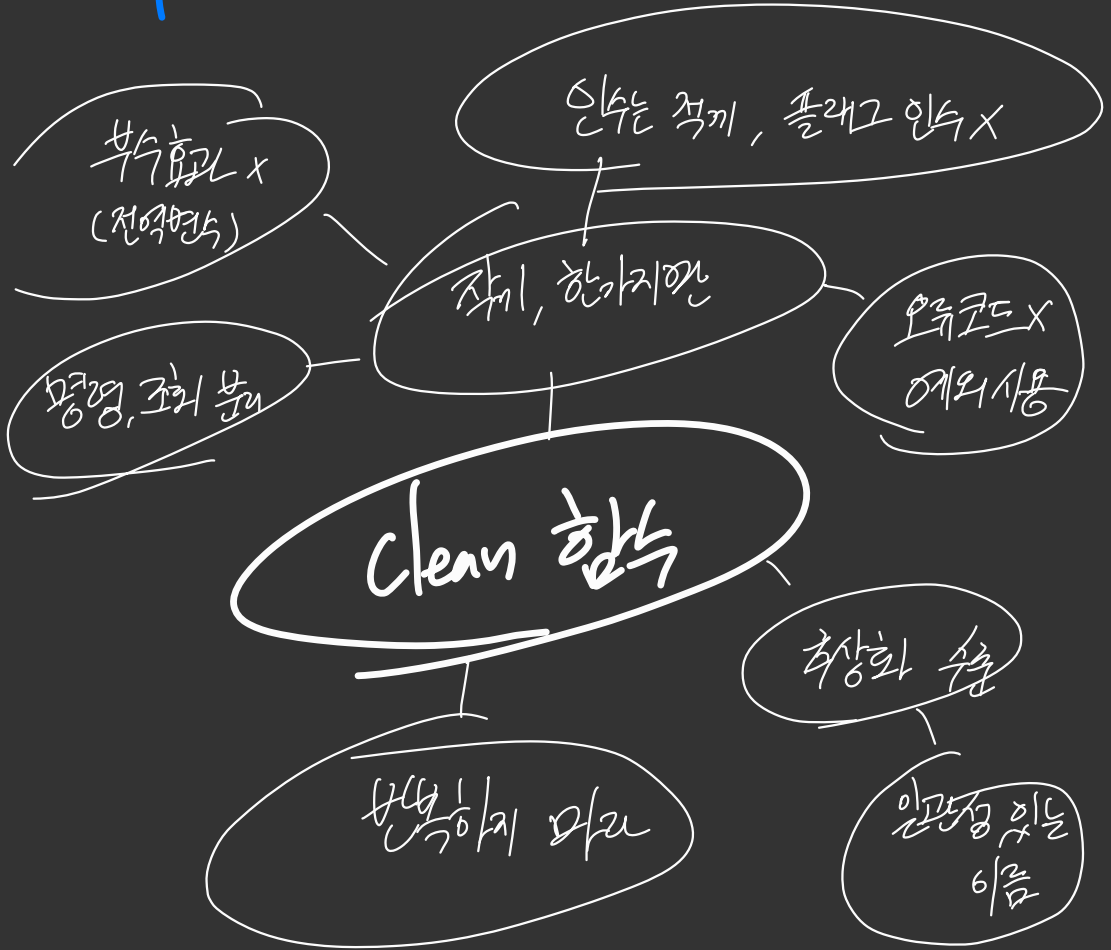 인수는 적게, 플래그 인수 X
부수효과 X
(전역변수)
작게, 한가지만
오류코드 X
예외 사용
명령, 조회 분리
clean 함수
추상화 수준
반복하지 마라
일관성 있는
이름